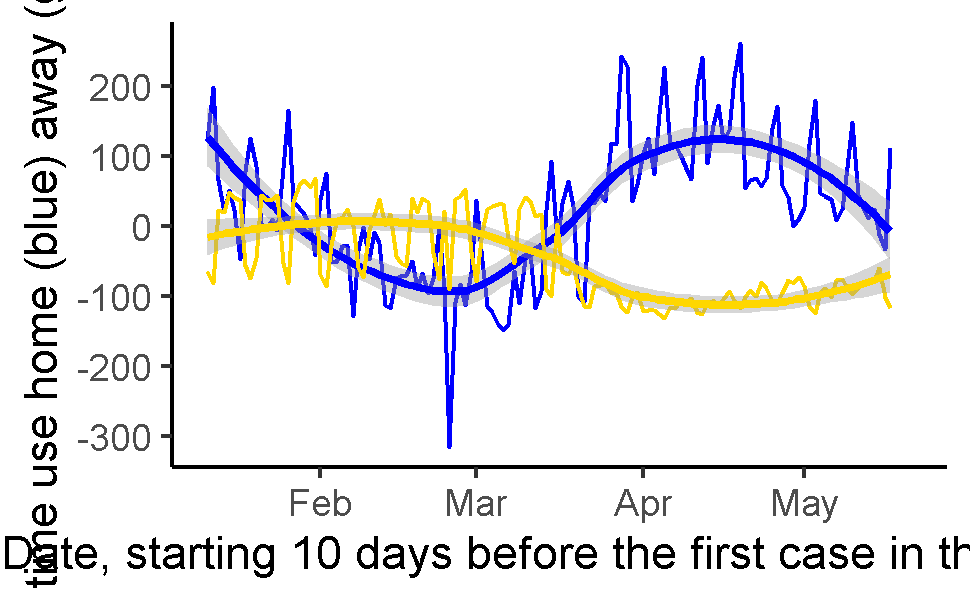 time use home (blue) away (g
200
100
0
-100
-200
-300
Feb Mar Apr May
Date, starting 10 days before the first case in th